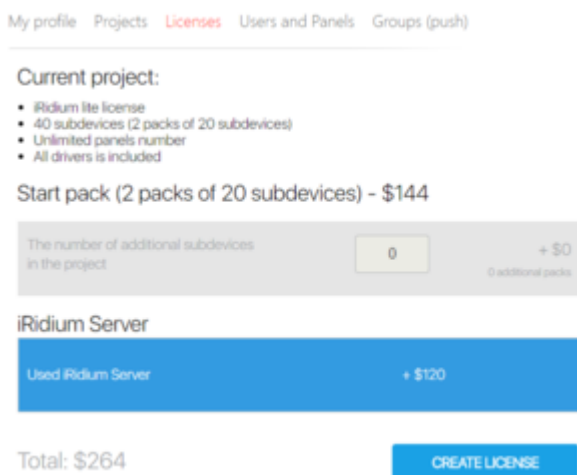 My profile Projects Licenses Users and Panels Groups (push)
Current project:
• iRidium lite license
• 40 subdevices (2 packs of 20 subdevices)
• Unlimited panels number
• All drivers is included
Start pack (2 packs of 20 subdevices) - $144
The number of additional subdevices
in the project
0
+ $0
0 additional packs
iRidium Server
Used iRidium Server + $120
Total: $264
CREATE LICENSE